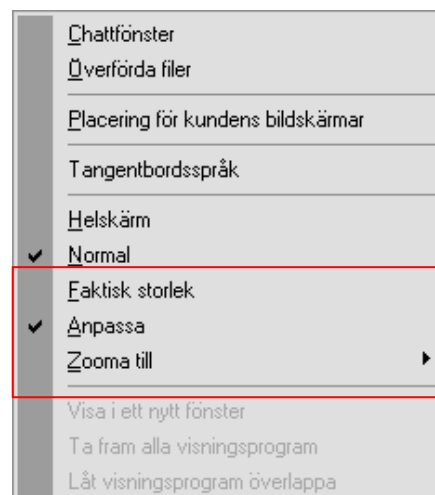 Chattfönster
Överförda filer
Placering för kundens bildskärmar
Tangentbordsspråk
Helskärm
Normal
Faktisk storlek
Anpassa
Zooma till
Visa i ett nytt fönster
Ta fram alla visningsprogram
Låt visningsprogram överlappa